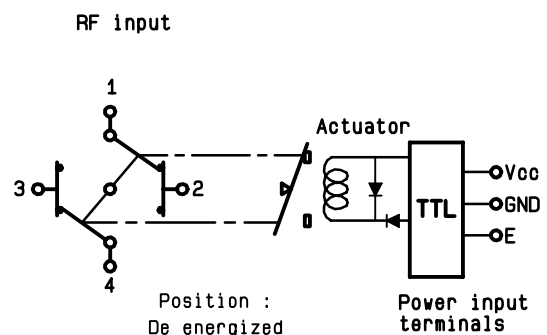 RF input
1
Actuator
3
2
TTL
Vcc
GND
E
4
Position :
De energized
Power input
terminals